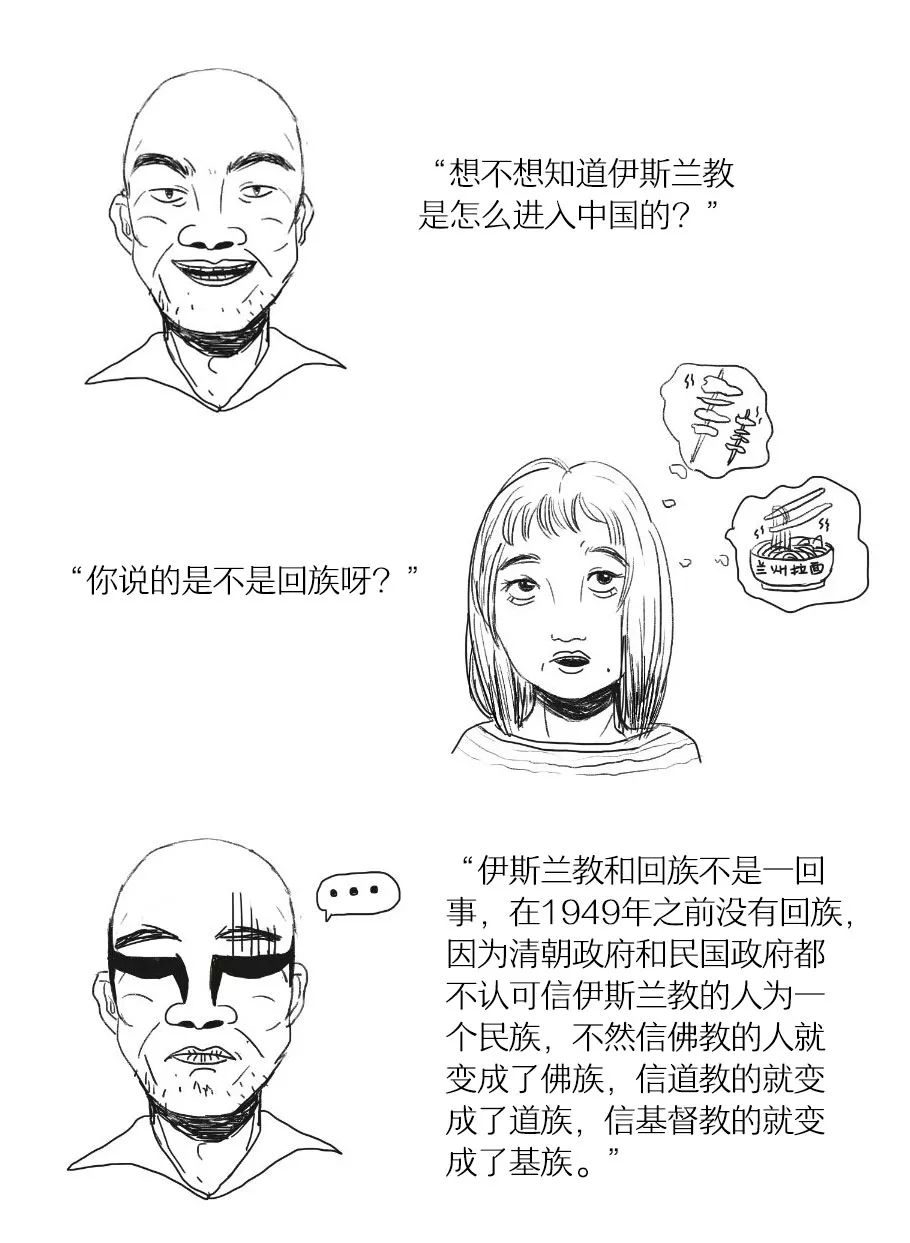 “想不想知道伊斯兰教
是怎么进入中国的？”
“你说的是不是回族呀？”
兰州拉面
“伊斯兰教和回族不是一回
事，在1949年之前没有回族，
因为清朝政府和民国政府都
不认可信伊斯兰教的人为一
个民族，不然信佛教的人就
变成了佛族，信道教的就变
成了道族，信基督教的就变
成了基族。”